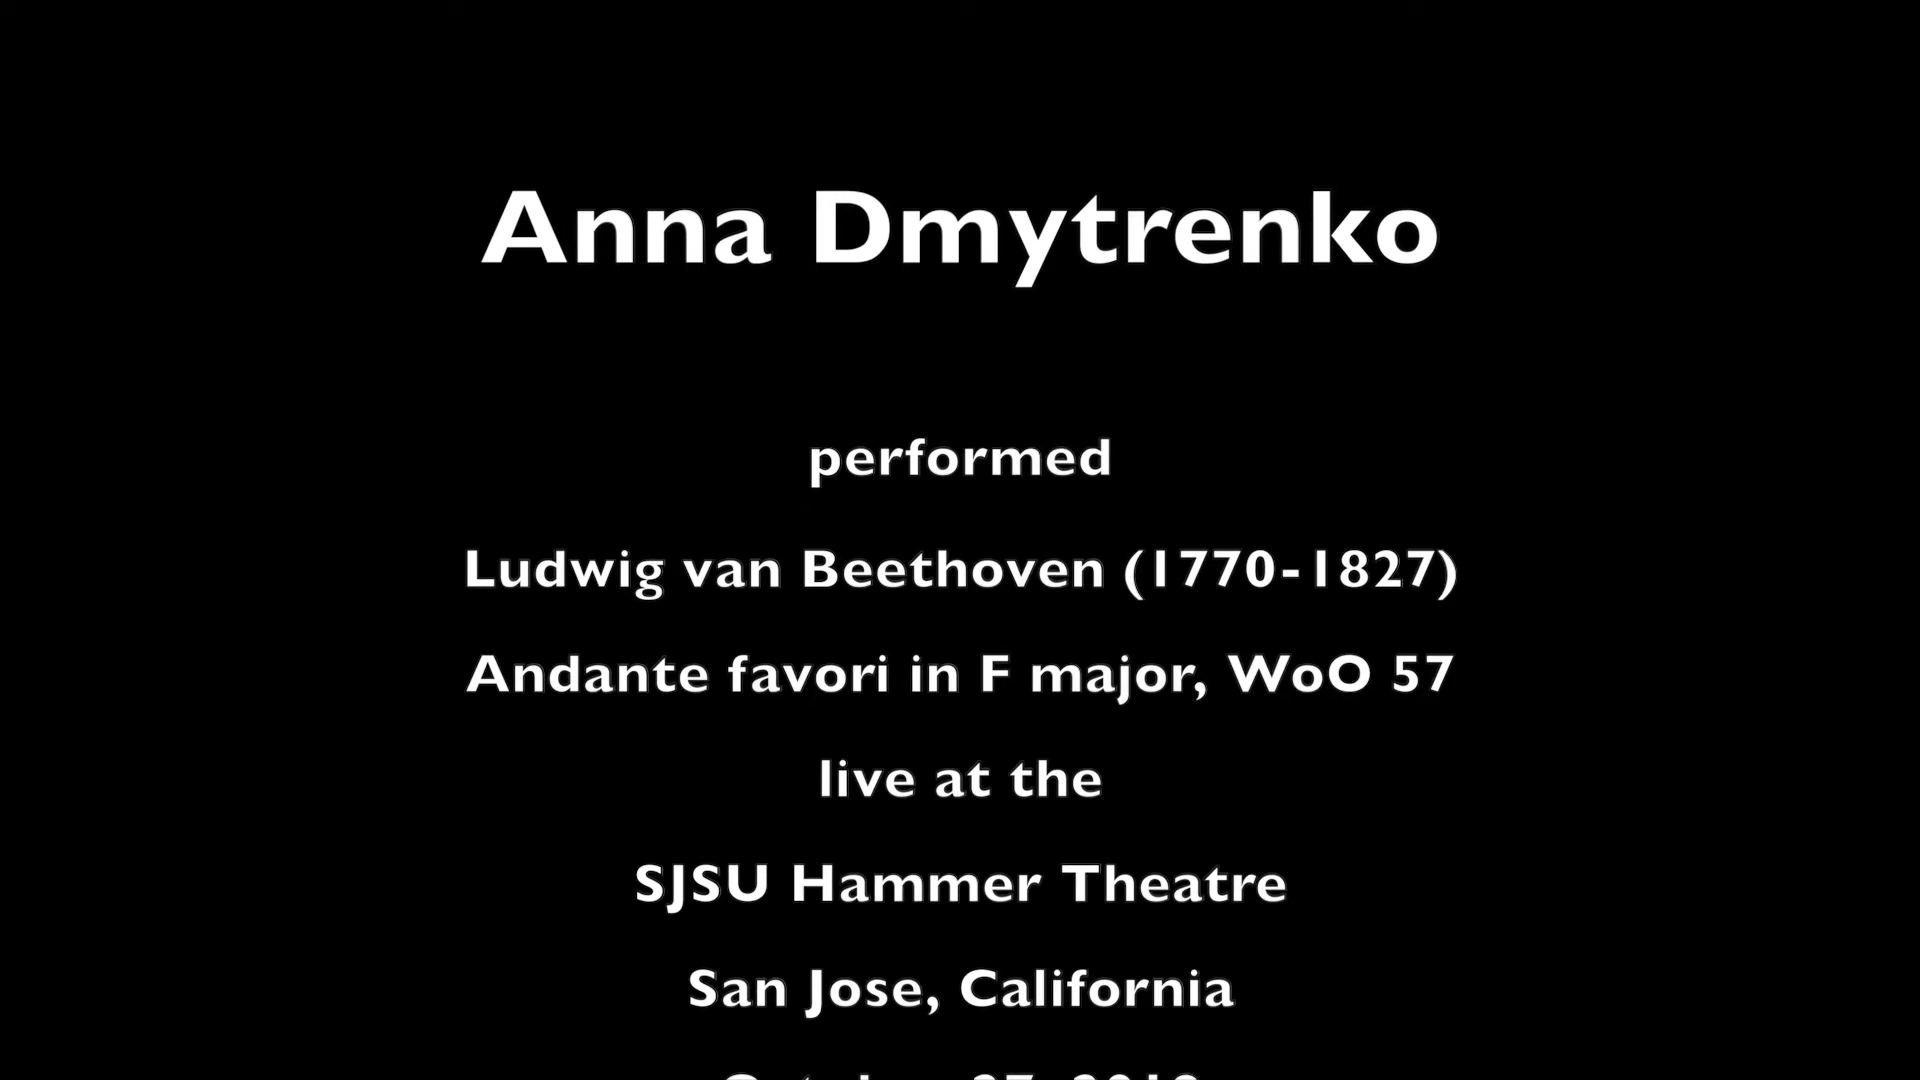 Anna Dmytrenko
performed
Ludwig van Beethoven (1770-1827)
Andante favori in F major, WoO 57
live at the
SJSU Hammer Theatre
San Jose, California